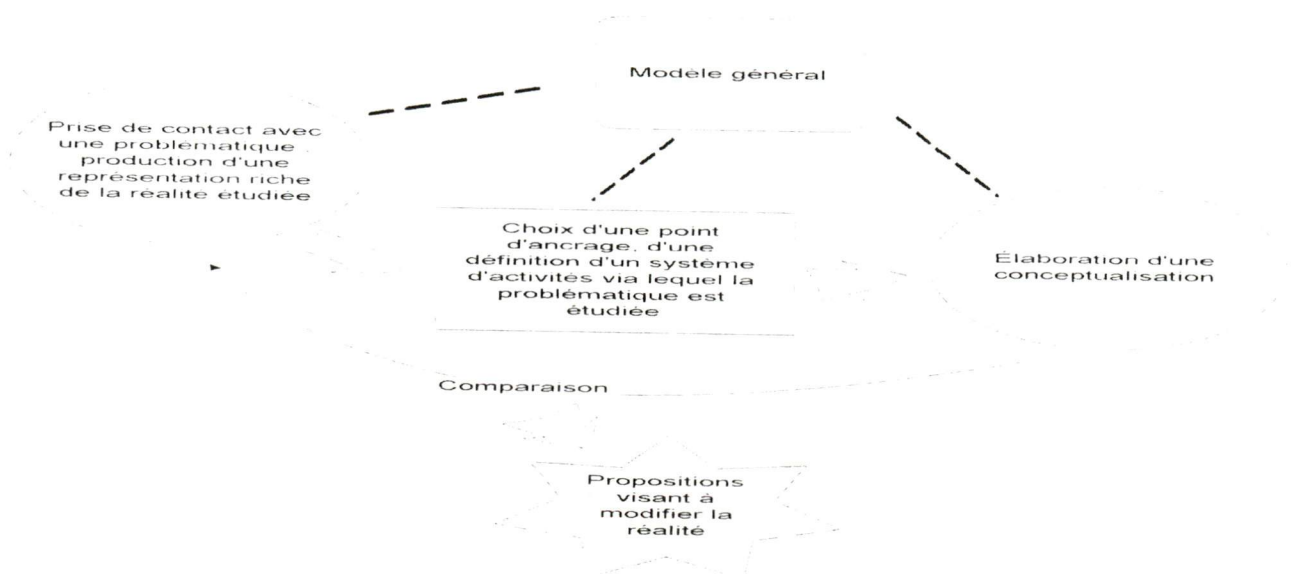 Modèle général
Prise de contact avec
une problématique
production d'une
représentation riche
de la réalité étudiée
Choix d'une point
d'ancrage, d'une
définition d'un système
d'activités via lequel la
problématique est
étudiée
Élaboration d'une
conceptualisation
Comparaison
Propositions
visant à
modifier la
réalité